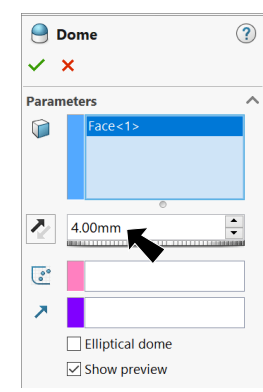 Dome
?
Parameters
Face<1>
4.00mm
Elliptical dome
Show preview